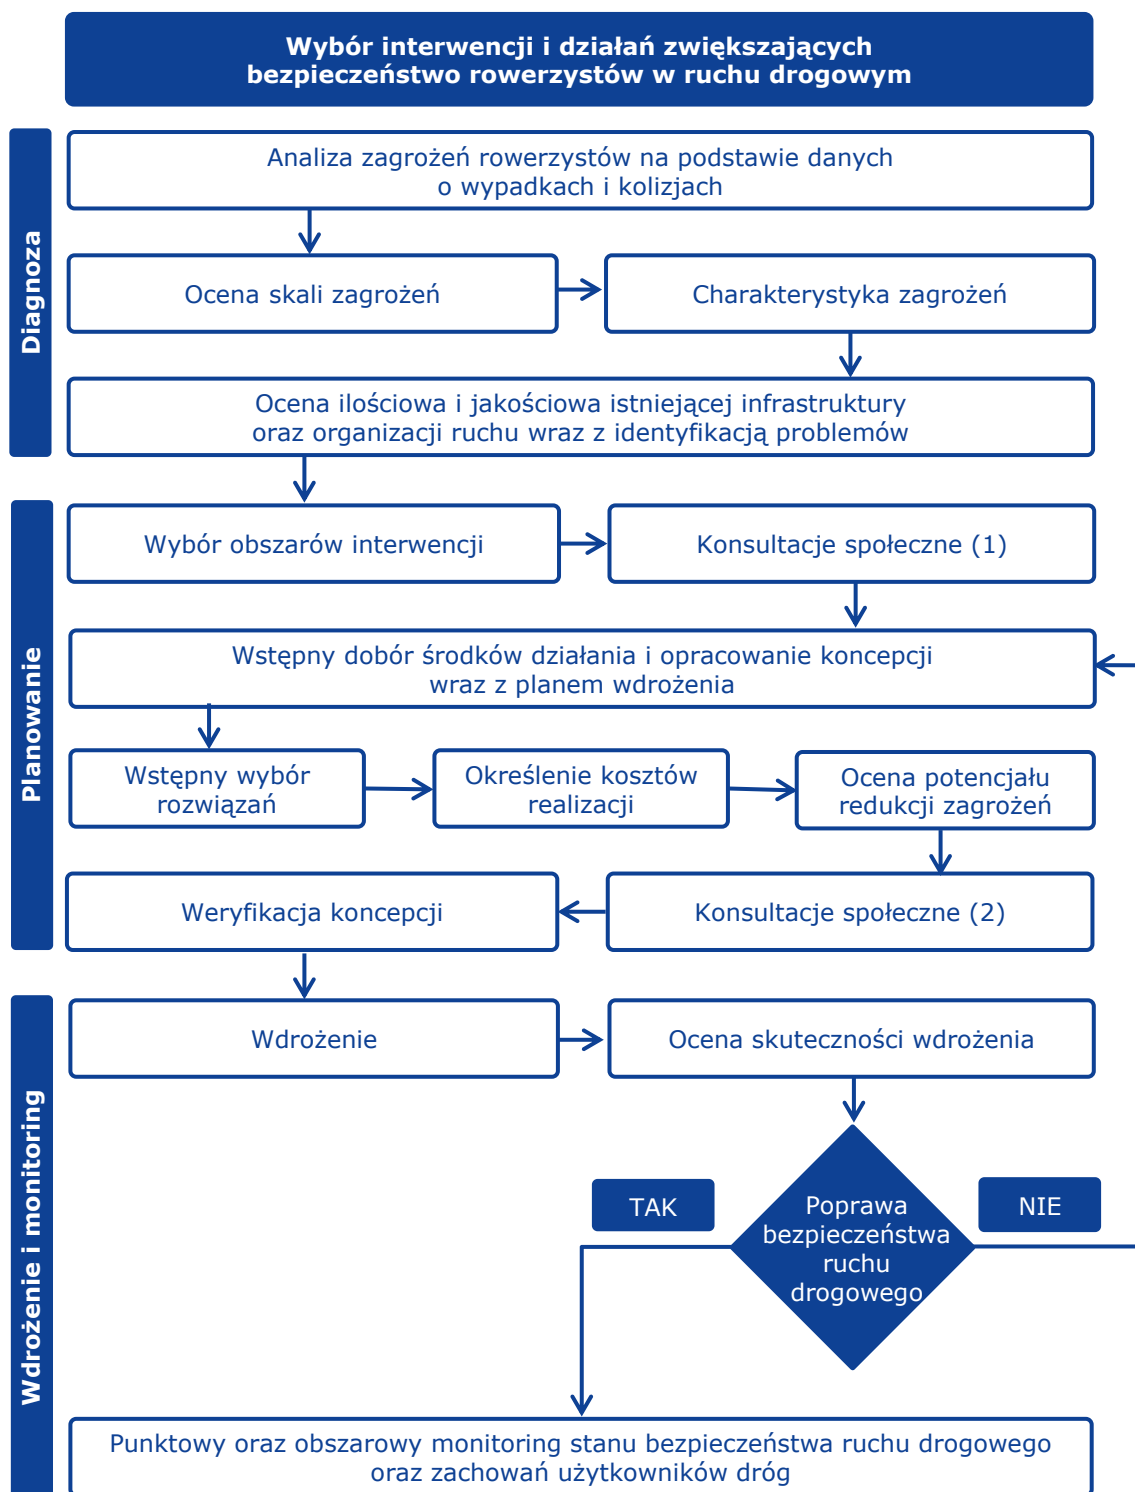 Wybór interwencji i działań zwiększających
bezpieczeństwo rowerzystów w ruchu drogowym
Diagnoza
Analiza zagrożeń rowerzystów na podstawie danych
o wypadkach i kolizjach
Ocena skali zagrożeń
Charakterystyka zagrożeń
Ocena ilościowa i jakościowa istniejącej infrastruktury
oraz organizacji ruchu wraz z identyfikacją problemów
Planowanie
Wybór obszarów interwencji
Konsultacje społeczne (1)
Wstępny dobór środków działania i opracowanie koncepcji
wraz z planem wdrożenia
Wstępny wybór
rozwiązań
Określenie kosztów
realizacji
Ocena potencjału
redukcji zagrożeń
Weryfikacja koncepcji
Konsultacje społeczne (2)
Wdrożenie i monitoring
Wdrożenie
Ocena skuteczności wdrożenia
TAK
Poprawa
bezpieczeństwa
ruchu
drogowego
NIE
Punktowy oraz obszarowy monitoring stanu bezpieczeństwa ruchu drogowego
oraz zachowań użytkowników dróg